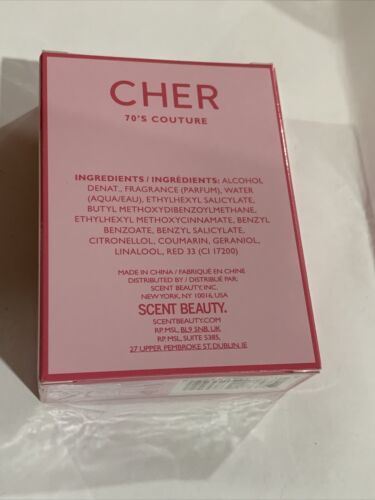 CHER
70'S COUTURE
INGREDIENTS / INGRÉDIENTS: ALCOHOL
DENAT., FRAGRANCE (PARFUM), WATER
(AQUA/EAU), ETHYLHEXYL SALICYLATE,
BUTYL METHOXYDIBENZOYLMETHANE,
ETHYLHEXYL METHOXYCINNAMATE, BENZYL
BENZOATE, BENZYL SALICYLATE,
CITRONELLOL, COUMARIN, GERANIOL,
LINALOOL, RED 33 (CI 17200)
MADE IN CHINA / FABRIQUÉ EN CHINE
DISTRIBUTED BY / DISTRIBUÉ PAR,
SCENT BEAUTY, INC.
NEW YORK, NY 10016, USA
SCENT BEAUTY.
SCENTBEAUTY.COM
RP. MSL, BL9 5NB, UK
RP. MSL, SUITE 5385,
27 UPPER PEMBROKE ST, DUBLIN, IE